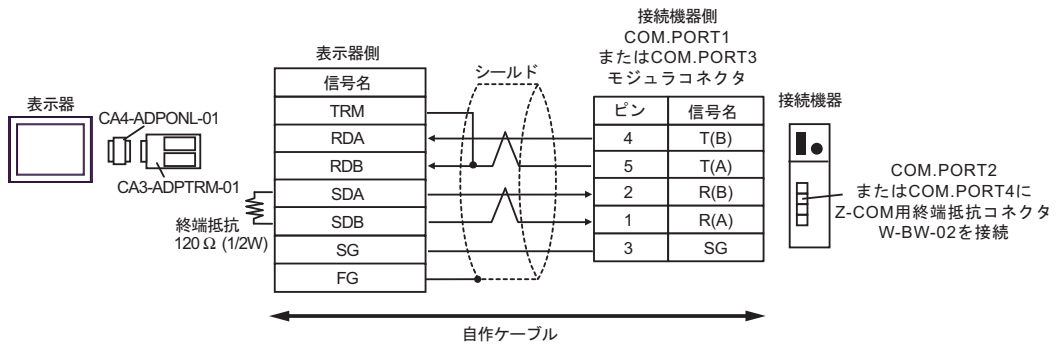 接続機器側
COM.PORT1
またはCOM.PORT3
モジュラコネクタ
表示器側
シールド
信号名
TRM
RDA
RDB
SDA
SDB
SG
FG
ピン 信号名
4 T(B)
5 T(A)
2 R(B)
1 R(A)
3 SG
表示器
CA4-ADPONL-01
CA3-ADPTRM-01
終端抵抗
120Ω (1/2W)
接続機器
COM.PORT2
またはCOM.PORT4に
Z-COM用終端抵抗コネクタ
W-BW-02を接続
自作ケーブル